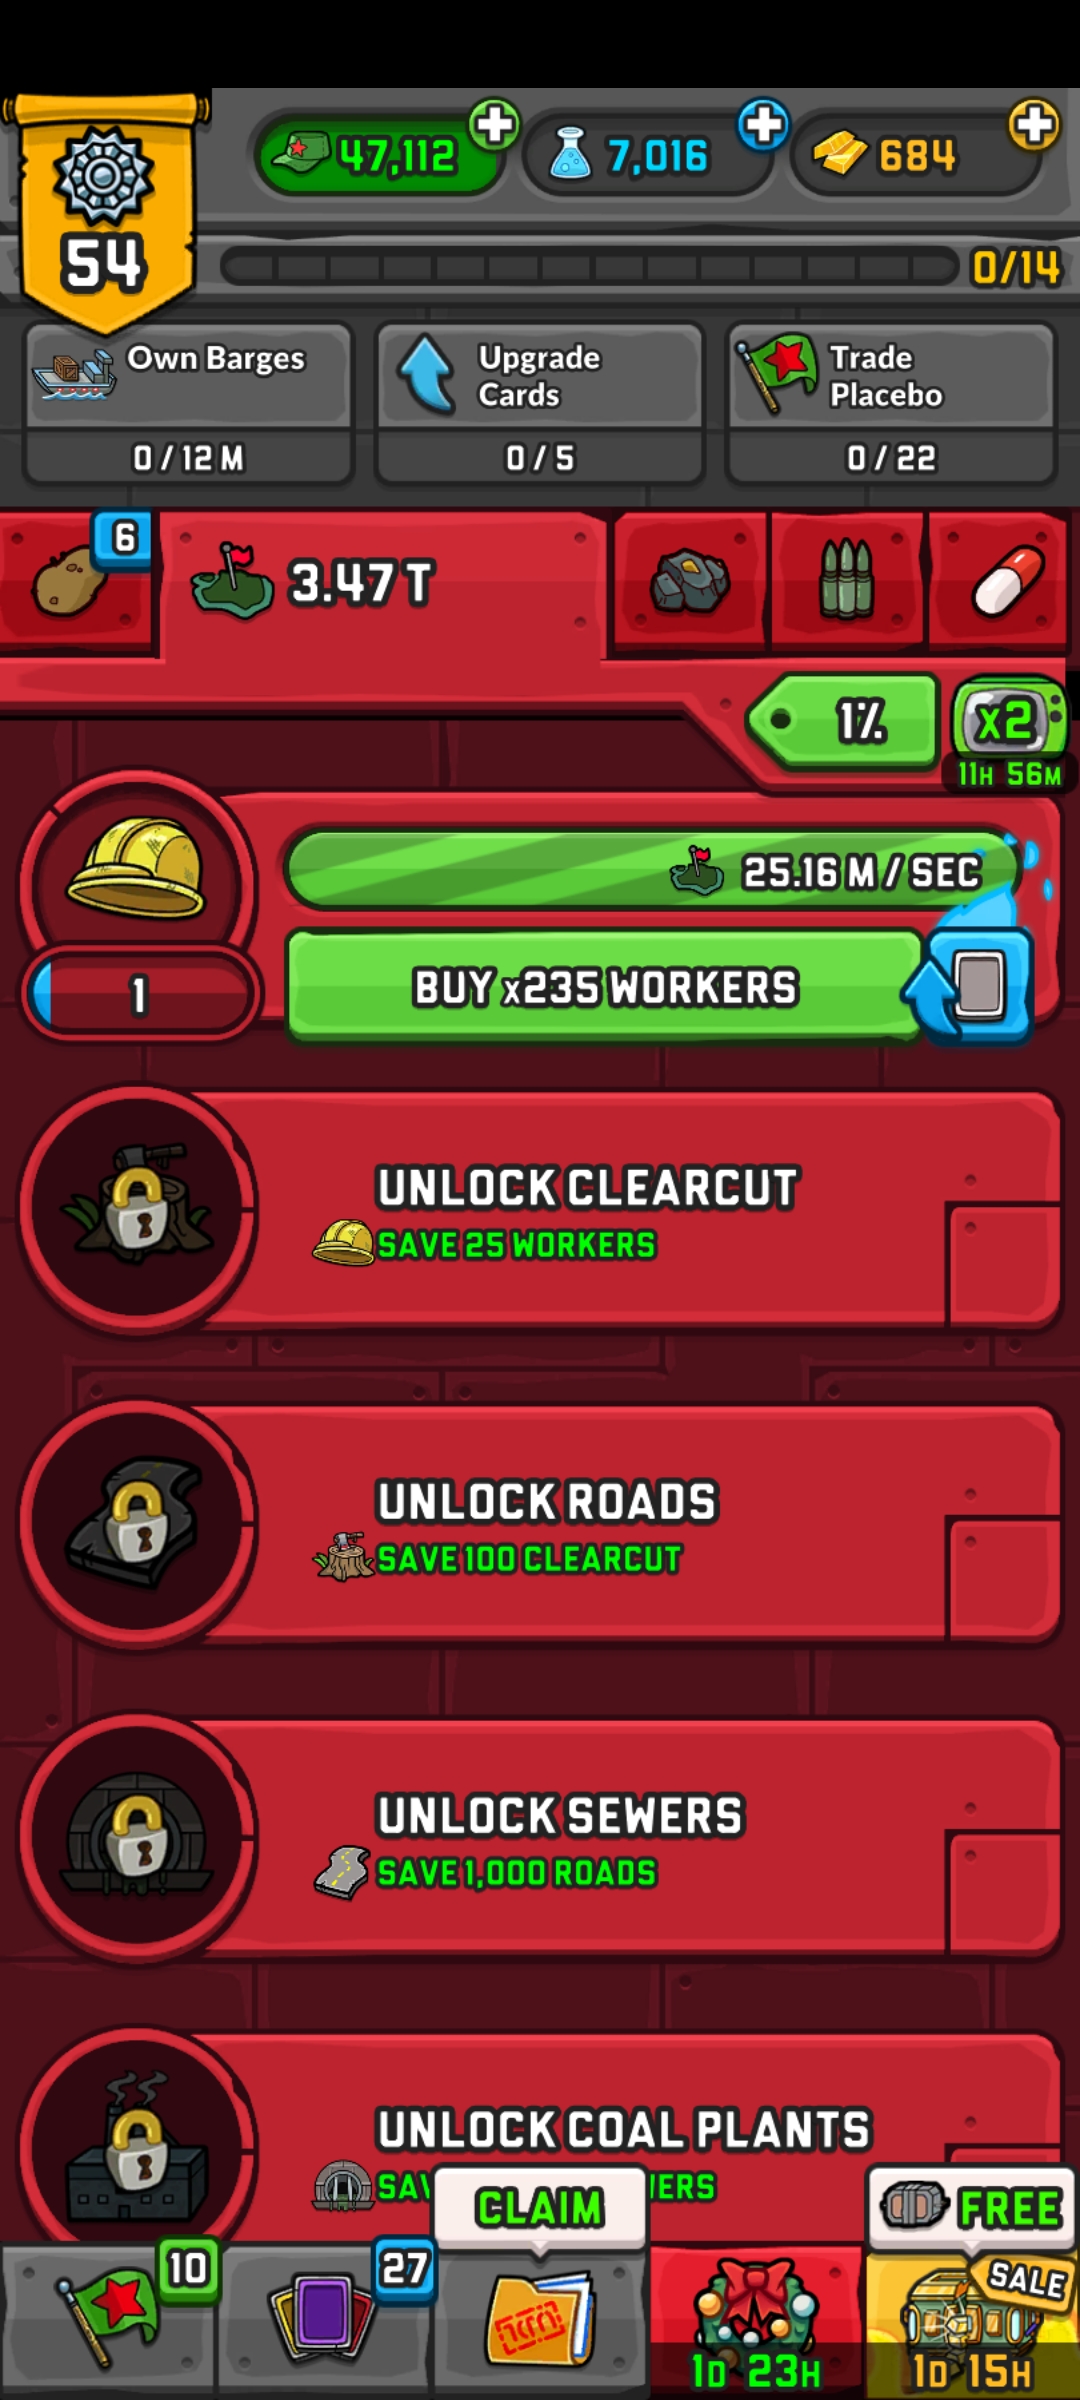 47,112
7,016
684
54
0/14
Own Barges
0 / 12 M
Upgrade
Cards
0 / 5
Trade
Placebo
0 / 22
6
3.47 T
1%
X2
11H 56M
25.16 M / SEC
1
BUY x235 WORKERS
UNLOCK CLEARCUT
SAVE 25 WORKERS
UNLOCK ROADS
SAVE 100 CLEARCUT
UNLOCK SEWERS
SAVE 1,000 ROADS
UNLOCK COAL PLANTS
CLAIM
FREE
10
27
SALE
1D 23H
1D 15H